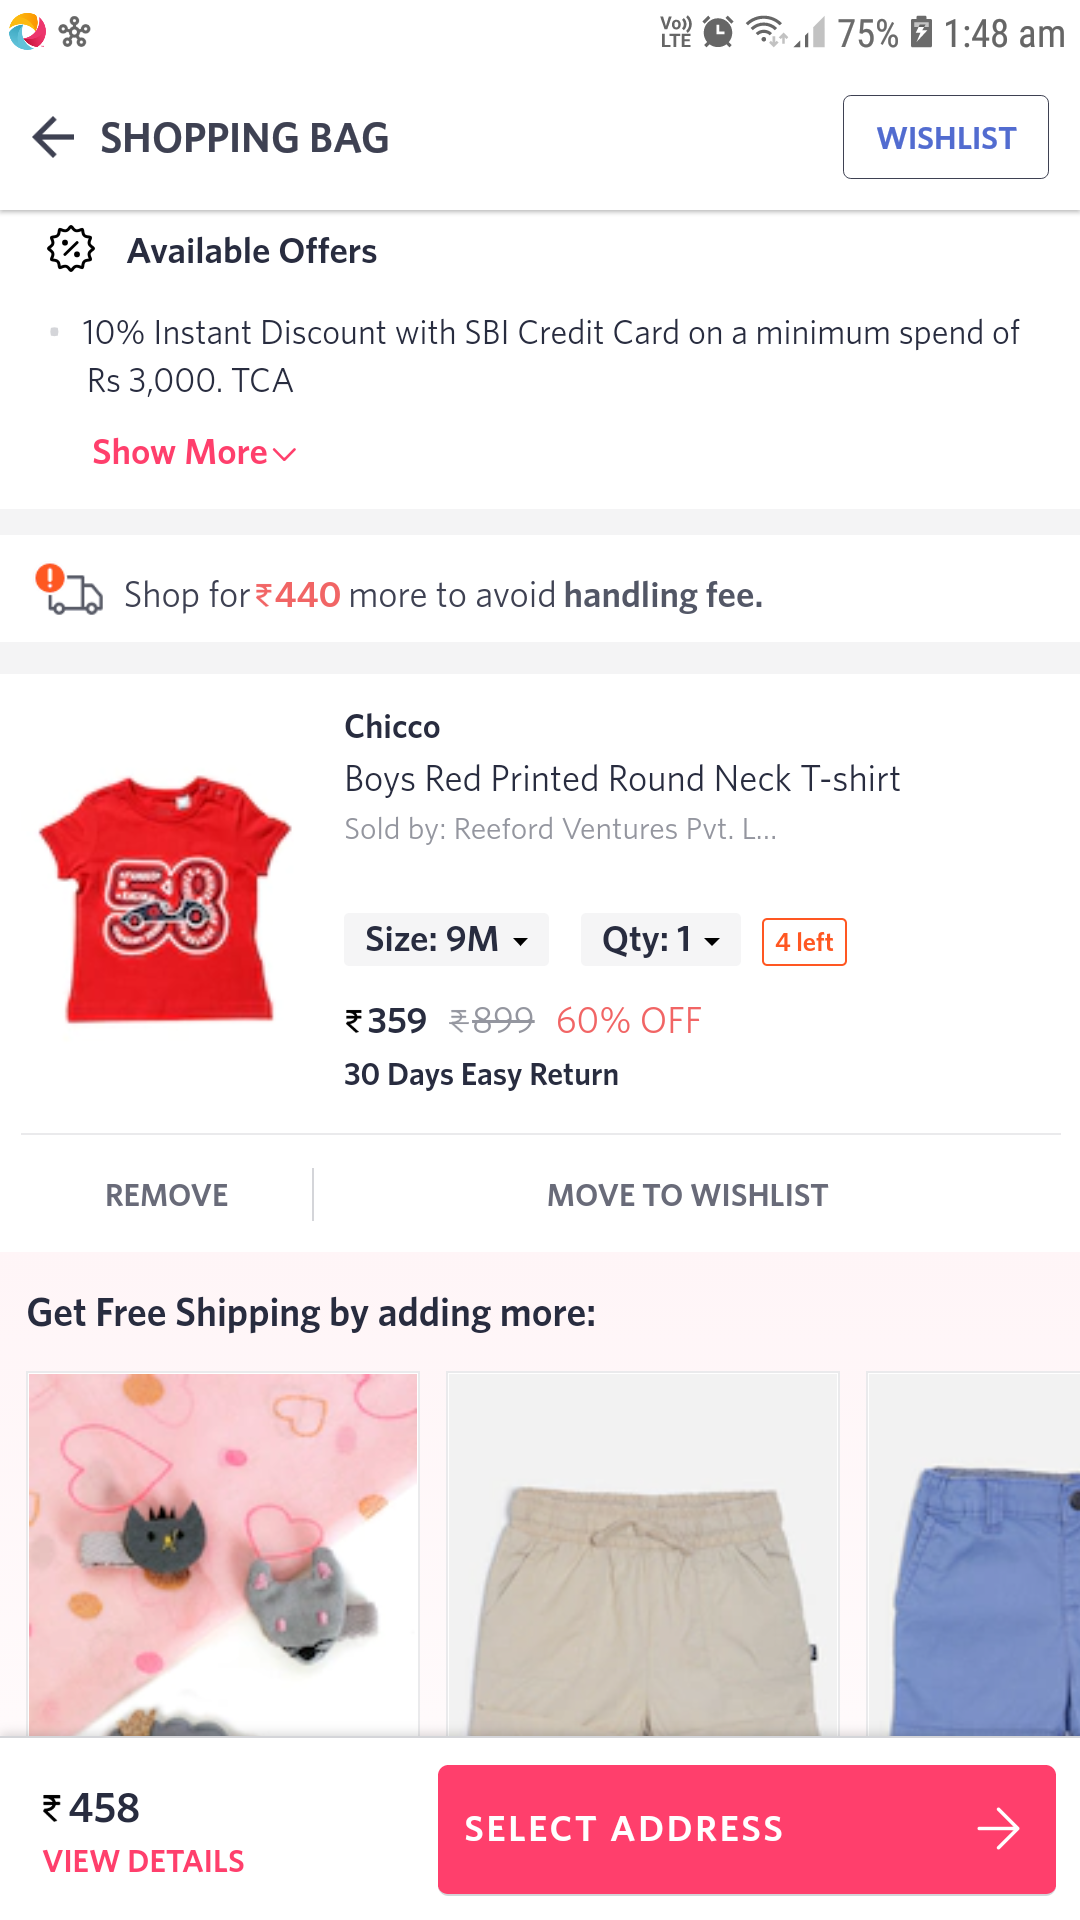 Vo)) LTE 75% 1:48 am
SHOPPING BAG
WISHLIST
Available Offers
10% Instant Discount with SBI Credit Card on a minimum spend of
Rs 3,000. TCA
Show More
Shop for ₹440 more to avoid handling fee.
Chicco
Boys Red Printed Round Neck T-shirt
Sold by: Reeford Ventures Pvt. L...
58
Size: 9M
Qty: 1
4 left
₹359 ₹899 60% OFF
30 Days Easy Return
REMOVE
MOVE TO WISHLIST
Get Free Shipping by adding more:
₹ 458
VIEW DETAILS
SELECT ADDRESS